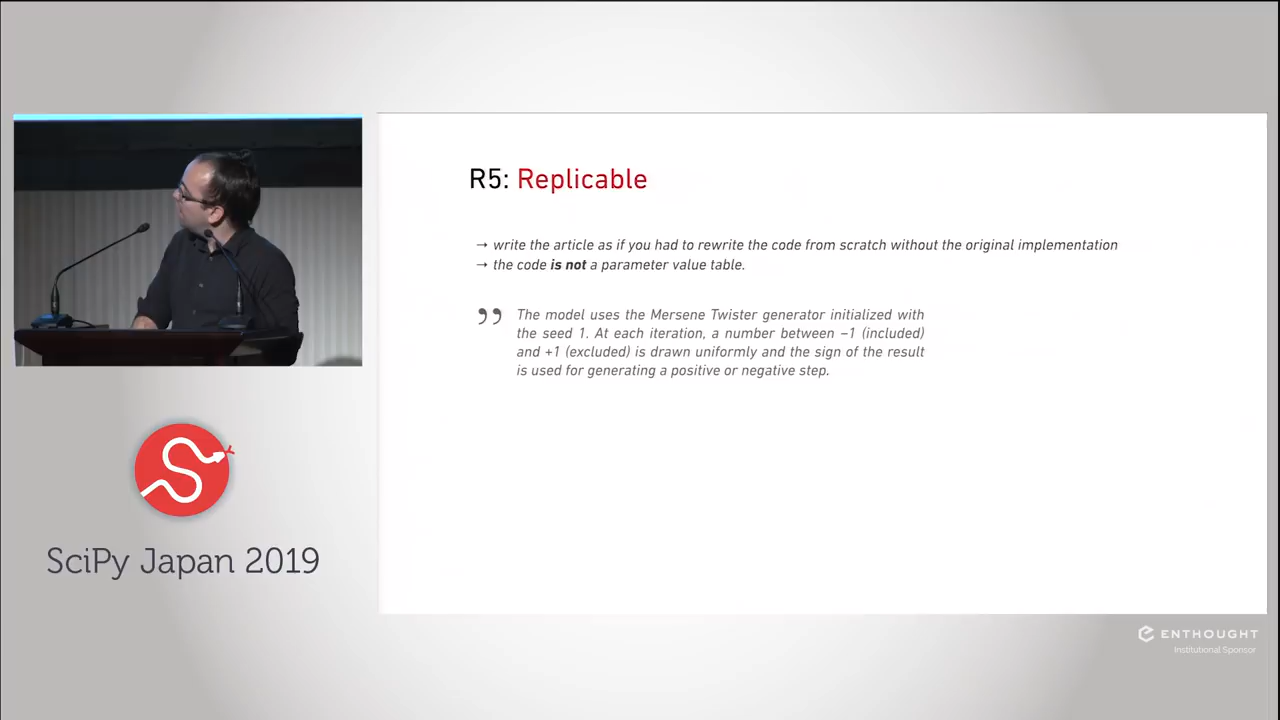 R5: Replicable
→ write the article as if you had to rewrite the code from scratch without the original implementation
→ the code is not a parameter value table.
❟❟ The model uses the Mersene Twister generator initialized with
the seed 1. At each iteration, a number between −1 (included)
and +1 (excluded) is drawn uniformly and the sign of the result
is used for generating a positive or negative step.
SciPy Japan 2019
ENTHOUGHT
Institutional Sponsor